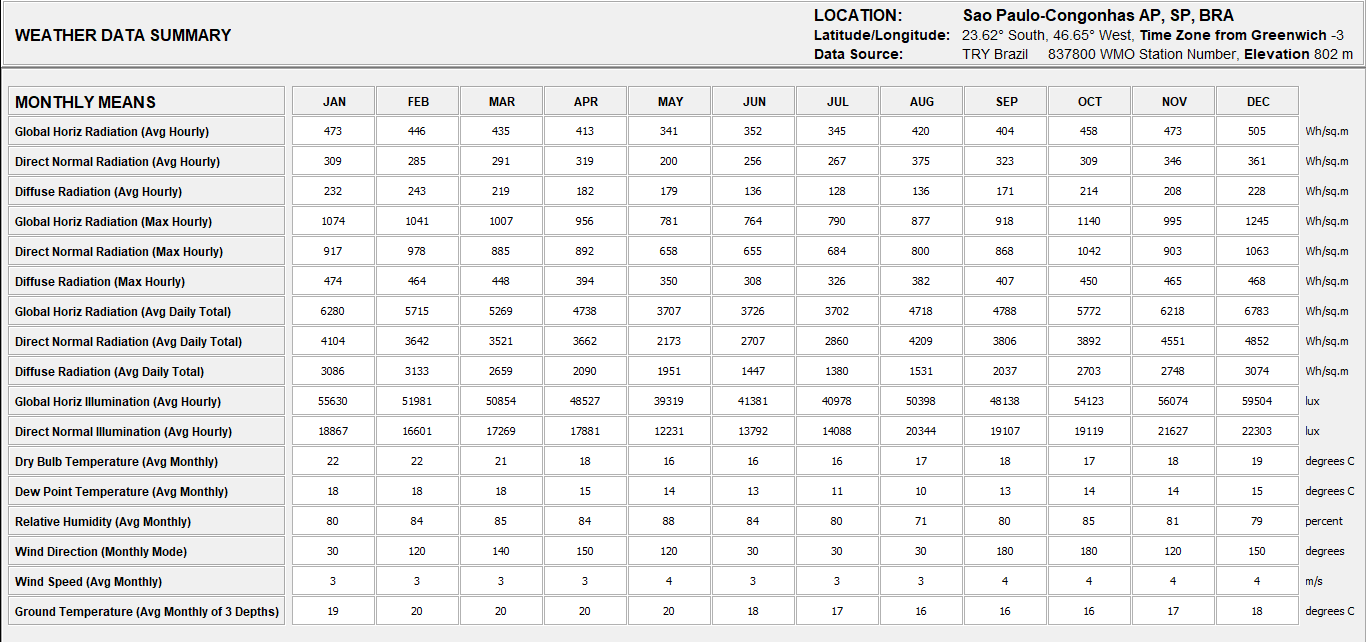 WEATHER DATA SUMMARY
LOCATION: Sao Paulo-Congonhas AP, SP, BRA
Latitude/Longitude: 23.62° South, 46.65° West, Time Zone from Greenwich -3
Data Source: TRY Brazil 837800 WMO Station Number, Elevation 802 m
MONTHLY MEANS JAN FEB MAR APR MAY JUN JUL AUG SEP OCT NOV DEC
Global Horiz Radiation (Avg Hourly) 473 446 435 413 341 352 345 420 404 458 473 505 Wh/sq.m
Direct Normal Radiation (Avg Hourly) 309 285 291 319 200 256 267 375 323 309 346 361 Wh/sq.m
Diffuse Radiation (Avg Hourly) 232 243 219 182 179 136 128 136 171 214 208 228 Wh/sq.m
Global Horiz Radiation (Max Hourly) 1074 1041 1007 956 781 764 790 877 918 1140 995 1245 Wh/sq.m
Direct Normal Radiation (Max Hourly) 917 978 885 892 658 655 684 800 868 1042 903 1063 Wh/sq.m
Diffuse Radiation (Max Hourly) 474 464 448 394 350 308 326 382 407 450 465 468 Wh/sq.m
Global Horiz Radiation (Avg Daily Total) 6280 5715 5269 4738 3707 3726 3702 4718 4788 5772 6218 6783 Wh/sq.m
Direct Normal Radiation (Avg Daily Total) 4104 3642 3521 3662 2173 2707 2860 4209 3806 3892 4551 4852 Wh/sq.m
Diffuse Radiation (Avg Daily Total) 3086 3133 2659 2090 1951 1447 1380 1531 2037 2703 2748 3074 Wh/sq.m
Global Horiz Illumination (Avg Hourly) 55630 51981 50854 48527 39319 41381 40978 50398 48138 54123 56074 59504 lux
Direct Normal Illumination (Avg Hourly) 18867 16601 17269 17881 12231 13792 14088 20344 19107 19119 21627 22303 lux
Dry Bulb Temperature (Avg Monthly) 22 22 21 18 16 16 16 17 18 17 18 19 degrees C
Dew Point Temperature (Avg Monthly) 18 18 18 15 14 13 11 10 13 14 14 15 degrees C
Relative Humidity (Avg Monthly) 80 84 85 84 88 84 80 71 80 85 81 79 percent
Wind Direction (Monthly Mode) 30 120 140 150 120 30 30 30 180 180 120 150 degrees
Wind Speed (Avg Monthly) 3 3 3 3 4 3 3 3 4 4 4 4 m/s
Ground Temperature (Avg Monthly of 3 Depths) 19 20 20 20 20 18 17 16 16 16 17 18 degrees C